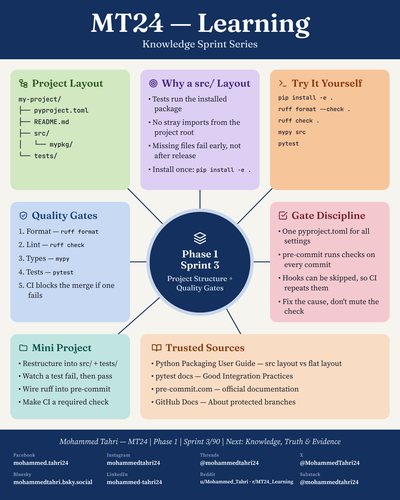 MT24 — Learning
Knowledge Sprint Series
Project Layout
my-project/
├── pyproject.toml
├── README.md
├── src/
│   └── mypkg/
└── tests/
Why a src/ Layout
• Tests run the installed
package
• No stray imports from the
project root
• Missing files fail early, not
after release
• Install once: pip install -e .
Try It Yourself
pip install -e .
ruff format --check .
ruff check .
mypy src
pytest
Quality Gates
1. Format — ruff format
2. Lint — ruff check
3. Types — mypy
4. Tests — pytest
5. CI blocks the merge if one
fails
Phase 1
Sprint 3
Project Structure +
Quality Gates
Gate Discipline
• One pyproject.toml for all
settings
• pre-commit runs checks on
every commit
• Hooks can be skipped, so CI
repeats them
• Fix the cause, don't mute the
check
Mini Project
• Restructure into src/ + tests/
• Watch a test fail, then pass
• Wire ruff into pre-commit
• Make CI a required check
Trusted Sources
• Python Packaging User Guide — src layout vs flat layout
• pytest docs — Good Integration Practices
• pre-commit.com — official documentation
• GitHub Docs — About protected branches
Mohammed Tahri — MT24 | Phase 1 | Sprint 3/90 | Next: Knowledge, Truth & Evidence
Facebook
mohammed.tahri24
Instagram
mohammedtahri24
Threads
@mohammedtahri24
X
@MohammedTahri24
Bluesky
mohammedtahri.bsky.social
LinkedIn
mohammed-tahri24
Reddit
u/Mohammed_Tahri · r/MT24_Learning
Substack
@mohammedtahri24